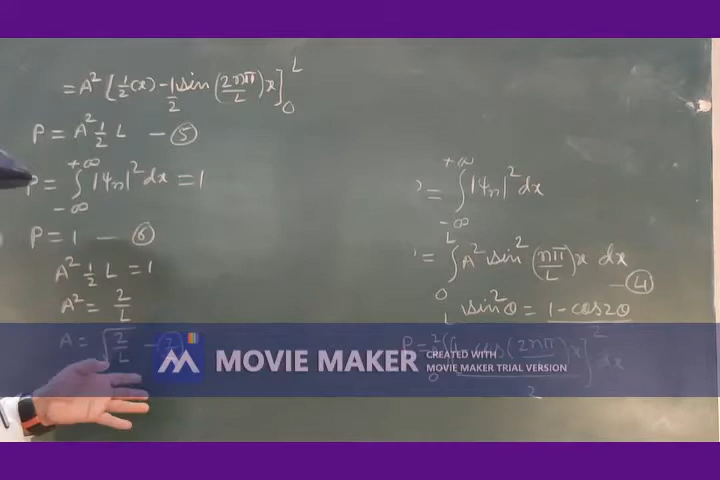 = A² [½(x) - ½ sin (2nπ/L) x]₀ᴸ
P = A² ½ L — ⑤
P = ∫₋∞⁺∞ |Ψₙ|² dx = 1
P = 1 — ⑥
A² ½ L = 1
A² = 2/L
A = √(2/L) — ⑦
= ∫₋∞⁺∞ |Ψₙ|² dx
= ∫₀ᴸ A² sin² (nπ/L) x dx — ④
sin²θ = (1 - cos2θ)/2
MOVIE MAKER
CREATED WITH
MOVIE MAKER TRIAL VERSION